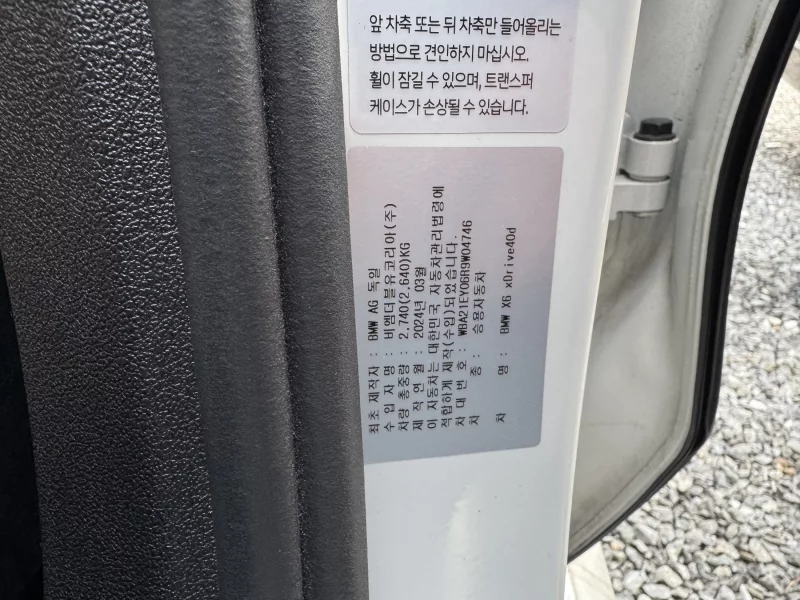 앞 차축 또는 뒤 차축만 들어올리는
방법으로 견인하지 마십시오.
휠이 잠길 수 있으며, 트랜스퍼
케이스가 손상될 수 있습니다.
최초 제작자 : BMW AG 독일
수 입 자 명 : 비엠더블유코리아(주)
차량 총중량 : 2,740(2,640)KG
제 작 연 월 : 2024년 03월
이 자동차는 대한민국 자동차관리법령에
적합하게 제작(수입)되었습니다.
차 대 번 호 : WBA21EY06R9W04746
차 종 : 승용자동차
차 명 : BMW X6 xDrive40d